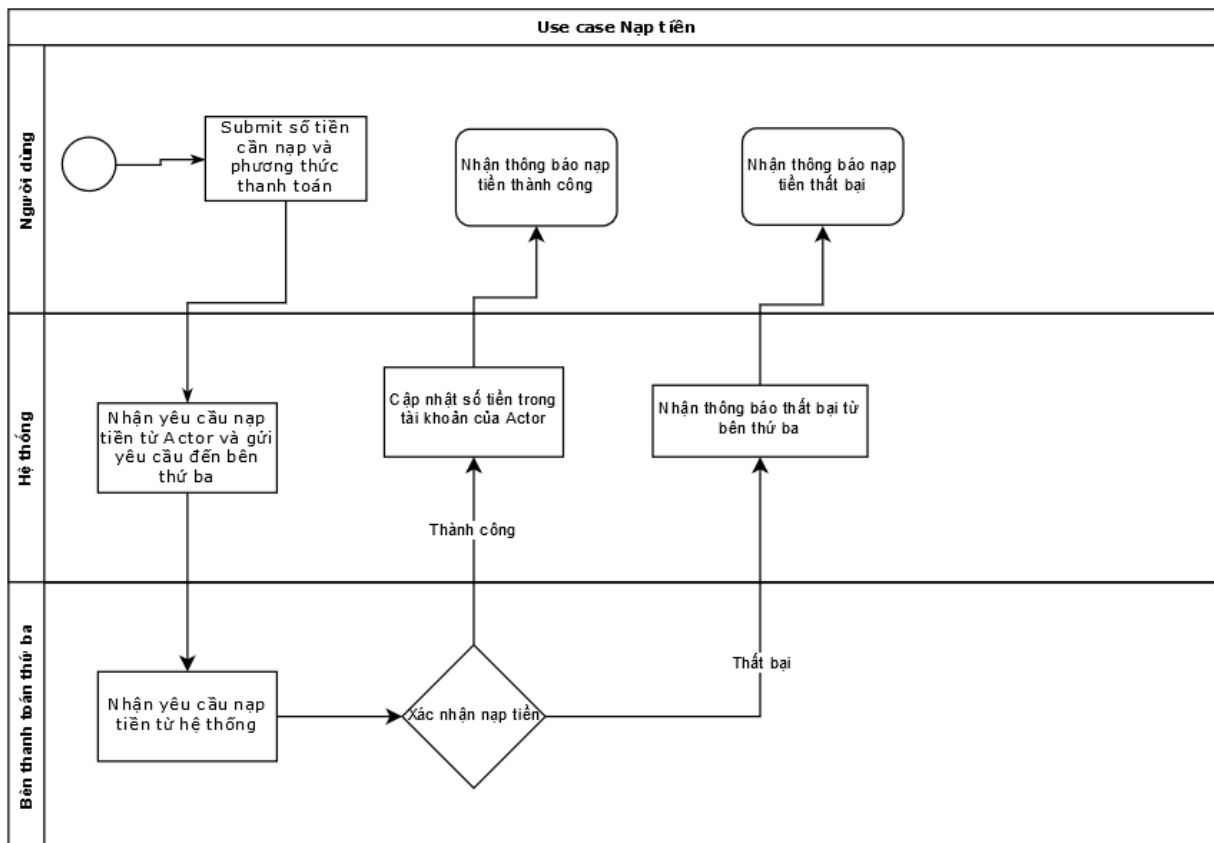 Use case Nạp tiền
Người dùng
Submit số tiền
cần nạp và
phương thức
thanh toán
Nhận thông báo nạp
tiền thành công
Nhận thông báo nạp
tiền thất bại
Hệ thống
Nhận yêu cầu nạp
tiền từ Actor và gửi
yêu cầu đến bên
thứ ba
Cập nhật số tiền trong
tài khoản của Actor
Nhận thông báo thất bại từ
bên thứ ba
Thành công
Bên thanh toán thứ ba
Nhận yêu cầu nạp
tiền từ hệ thống
Xác nhận nạp tiền
Thất bại